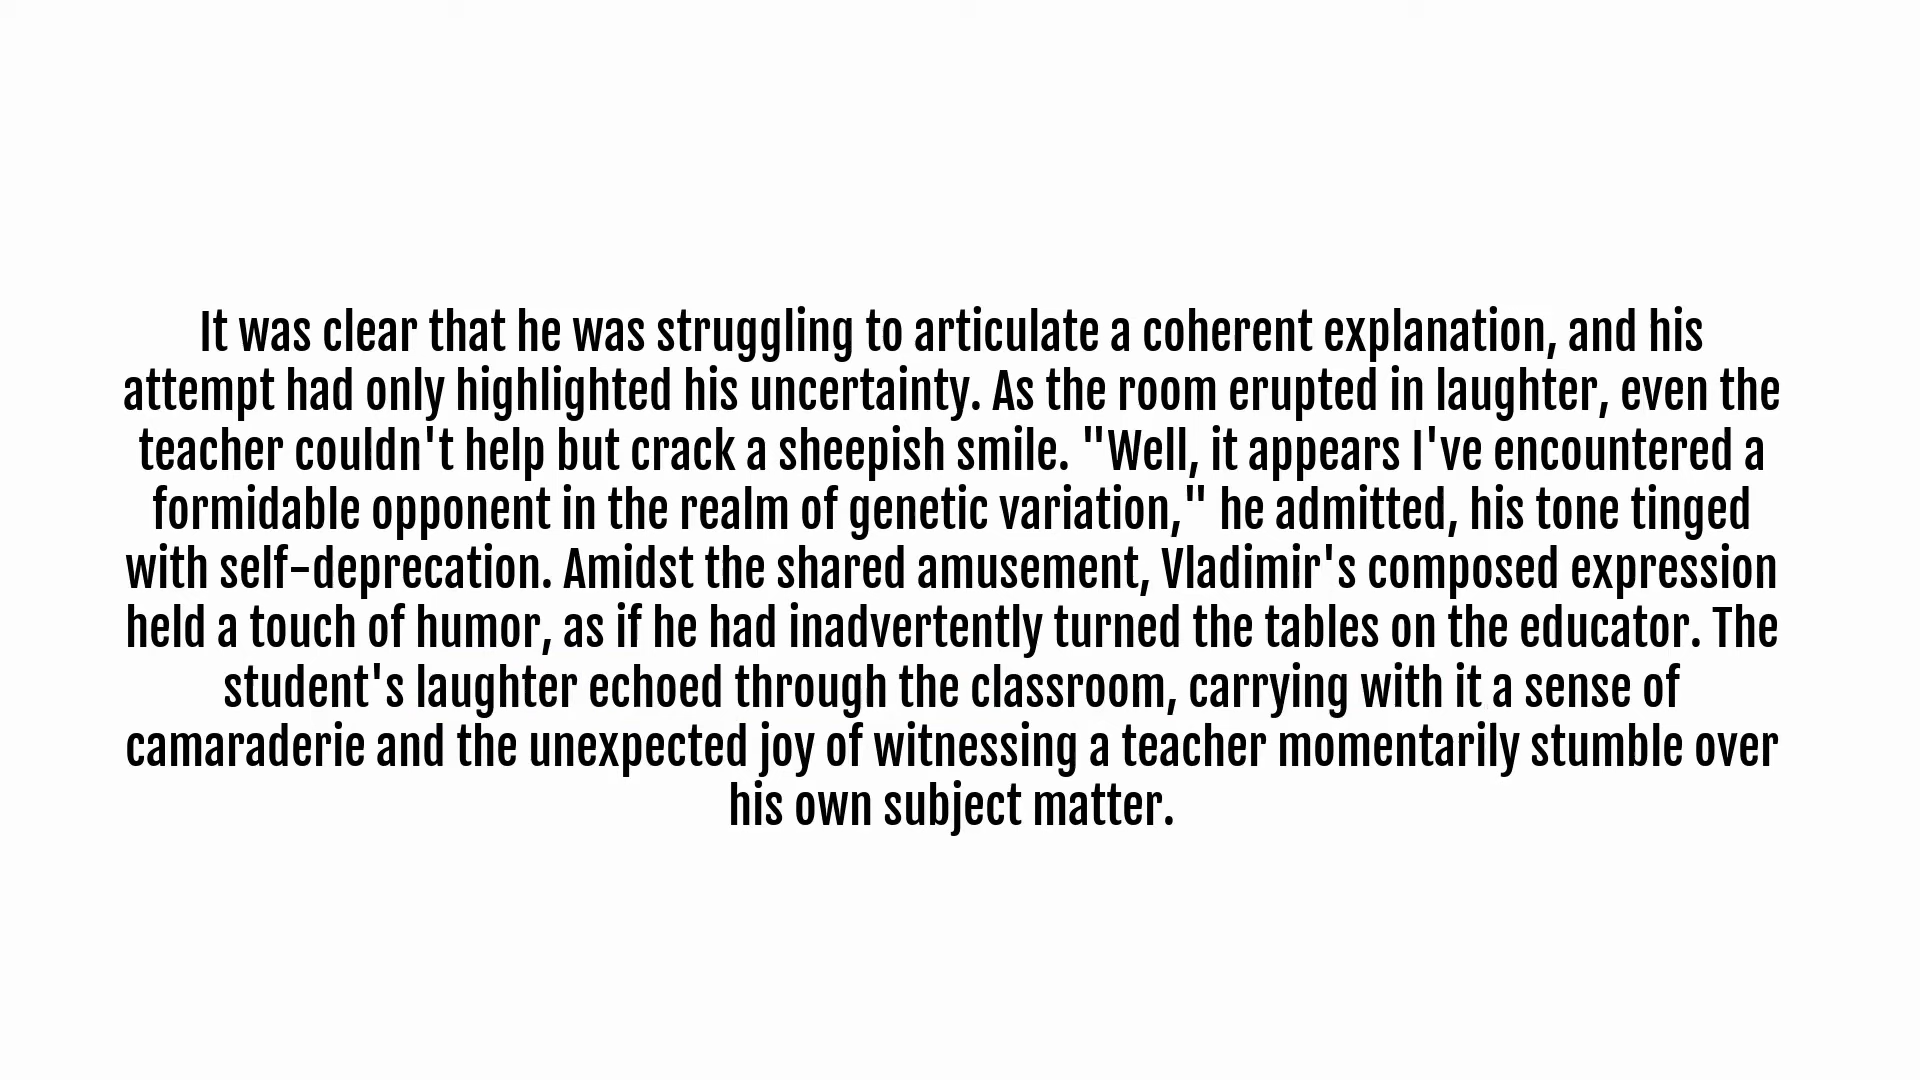 It was clear that he was struggling to articulate a coherent explanation, and his
attempt had only highlighted his uncertainty. As the room erupted in laughter, even the
teacher couldn't help but crack a sheepish smile. "Well, it appears I've encountered a
formidable opponent in the realm of genetic variation," he admitted, his tone tinged
with self-deprecation. Amidst the shared amusement, Vladimir's composed expression
held a touch of humor, as if he had inadvertently turned the tables on the educator. The
student's laughter echoed through the classroom, carrying with it a sense of
camaraderie and the unexpected joy of witnessing a teacher momentarily stumble over
his own subject matter.